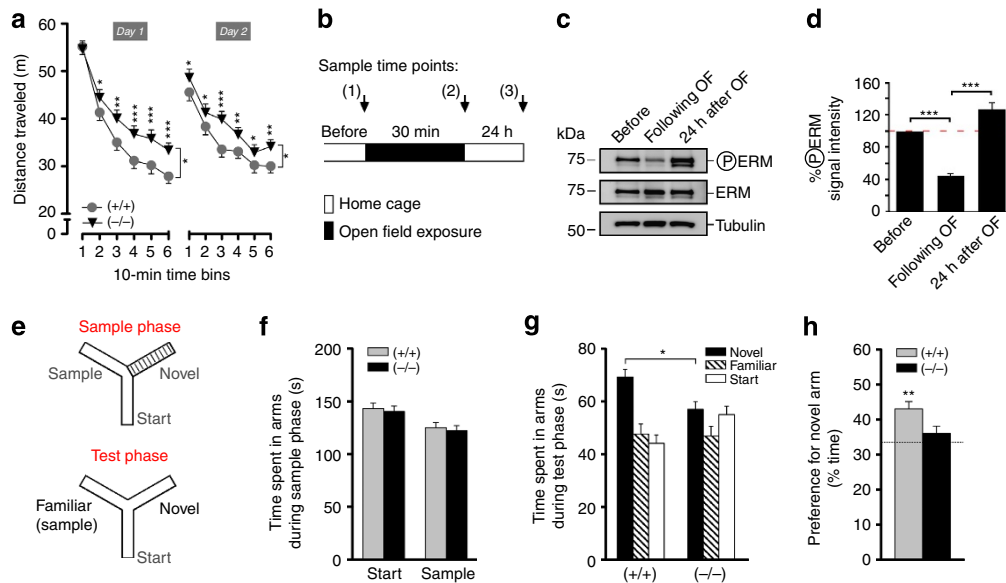 a
Day 1
Day 2
Distance traveled (m)
60
50
40
30
20
0
* *** *** *** *** *
* * *** ** * ** *
(+/+)
(−/−)
1 2 3 4 5 6 1 2 3 4 5 6
10-min time bins
b
Sample time points:
(1) (2) (3)
Before 30 min 24 h
Home cage
Open field exposure
c
Before
Following OF
24 h after OF
kDa
75 PERM
75 ERM
50 Tubulin
d
%PERM
signal intensity
160
120
80
40
0
*** ***
Before
Following OF
24 h after OF
e
Sample phase
Sample Novel
Start
Test phase
Familiar
(sample)
Novel
Start
f
Time spent in arms
during sample phase (s)
200
150
100
50
0
(+/+)
(−/−)
Start Sample
g
Time spent in arms
during test phase (s)
80
60
40
20
0
*
Novel
Familiar
Start
(+/+) (−/−)
h
Preference for novel arm
(% time)
60
50
40
30
20
10
0
(+/+)
(−/−)
**